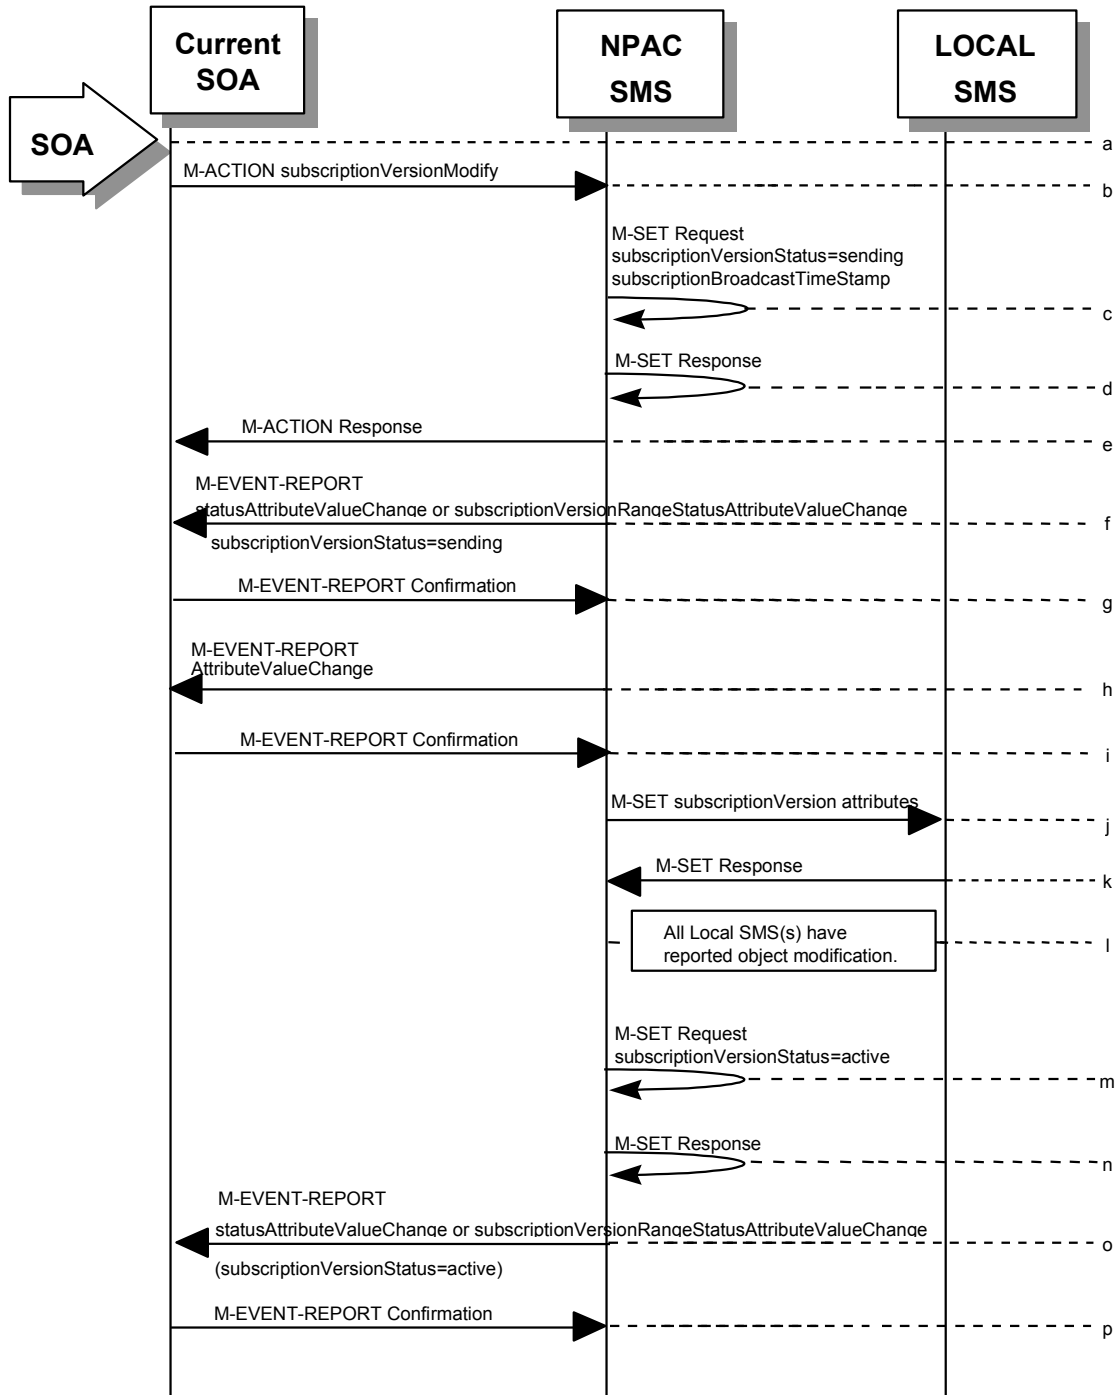 Current
SOA
NPAC
SMS
LOCAL
SMS
SOA
a
M-ACTION subscriptionVersionModify
b
M-SET Request
subscriptionVersionStatus=sending
subscriptionBroadcastTimeStamp
c
M-SET Response
d
M-ACTION Response
e
M-EVENT-REPORT
statusAttributeValueChange or subscriptionVersionRangeStatusAttributeValueChange
f
subscriptionVersionStatus=sending
M-EVENT-REPORT Confirmation
g
M-EVENT-REPORT
AttributeValueChange
h
M-EVENT-REPORT Confirmation
i
M-SET subscriptionVersion attributes
j
M-SET Response
k
All Local SMS(s) have
reported object modification.
l
M-SET Request
subscriptionVersionStatus=active
m
M-SET Response
n
M-EVENT-REPORT
statusAttributeValueChange or subscriptionVersionRangeStatusAttributeValueChange
o
(subscriptionVersionStatus=active)
M-EVENT-REPORT Confirmation
p